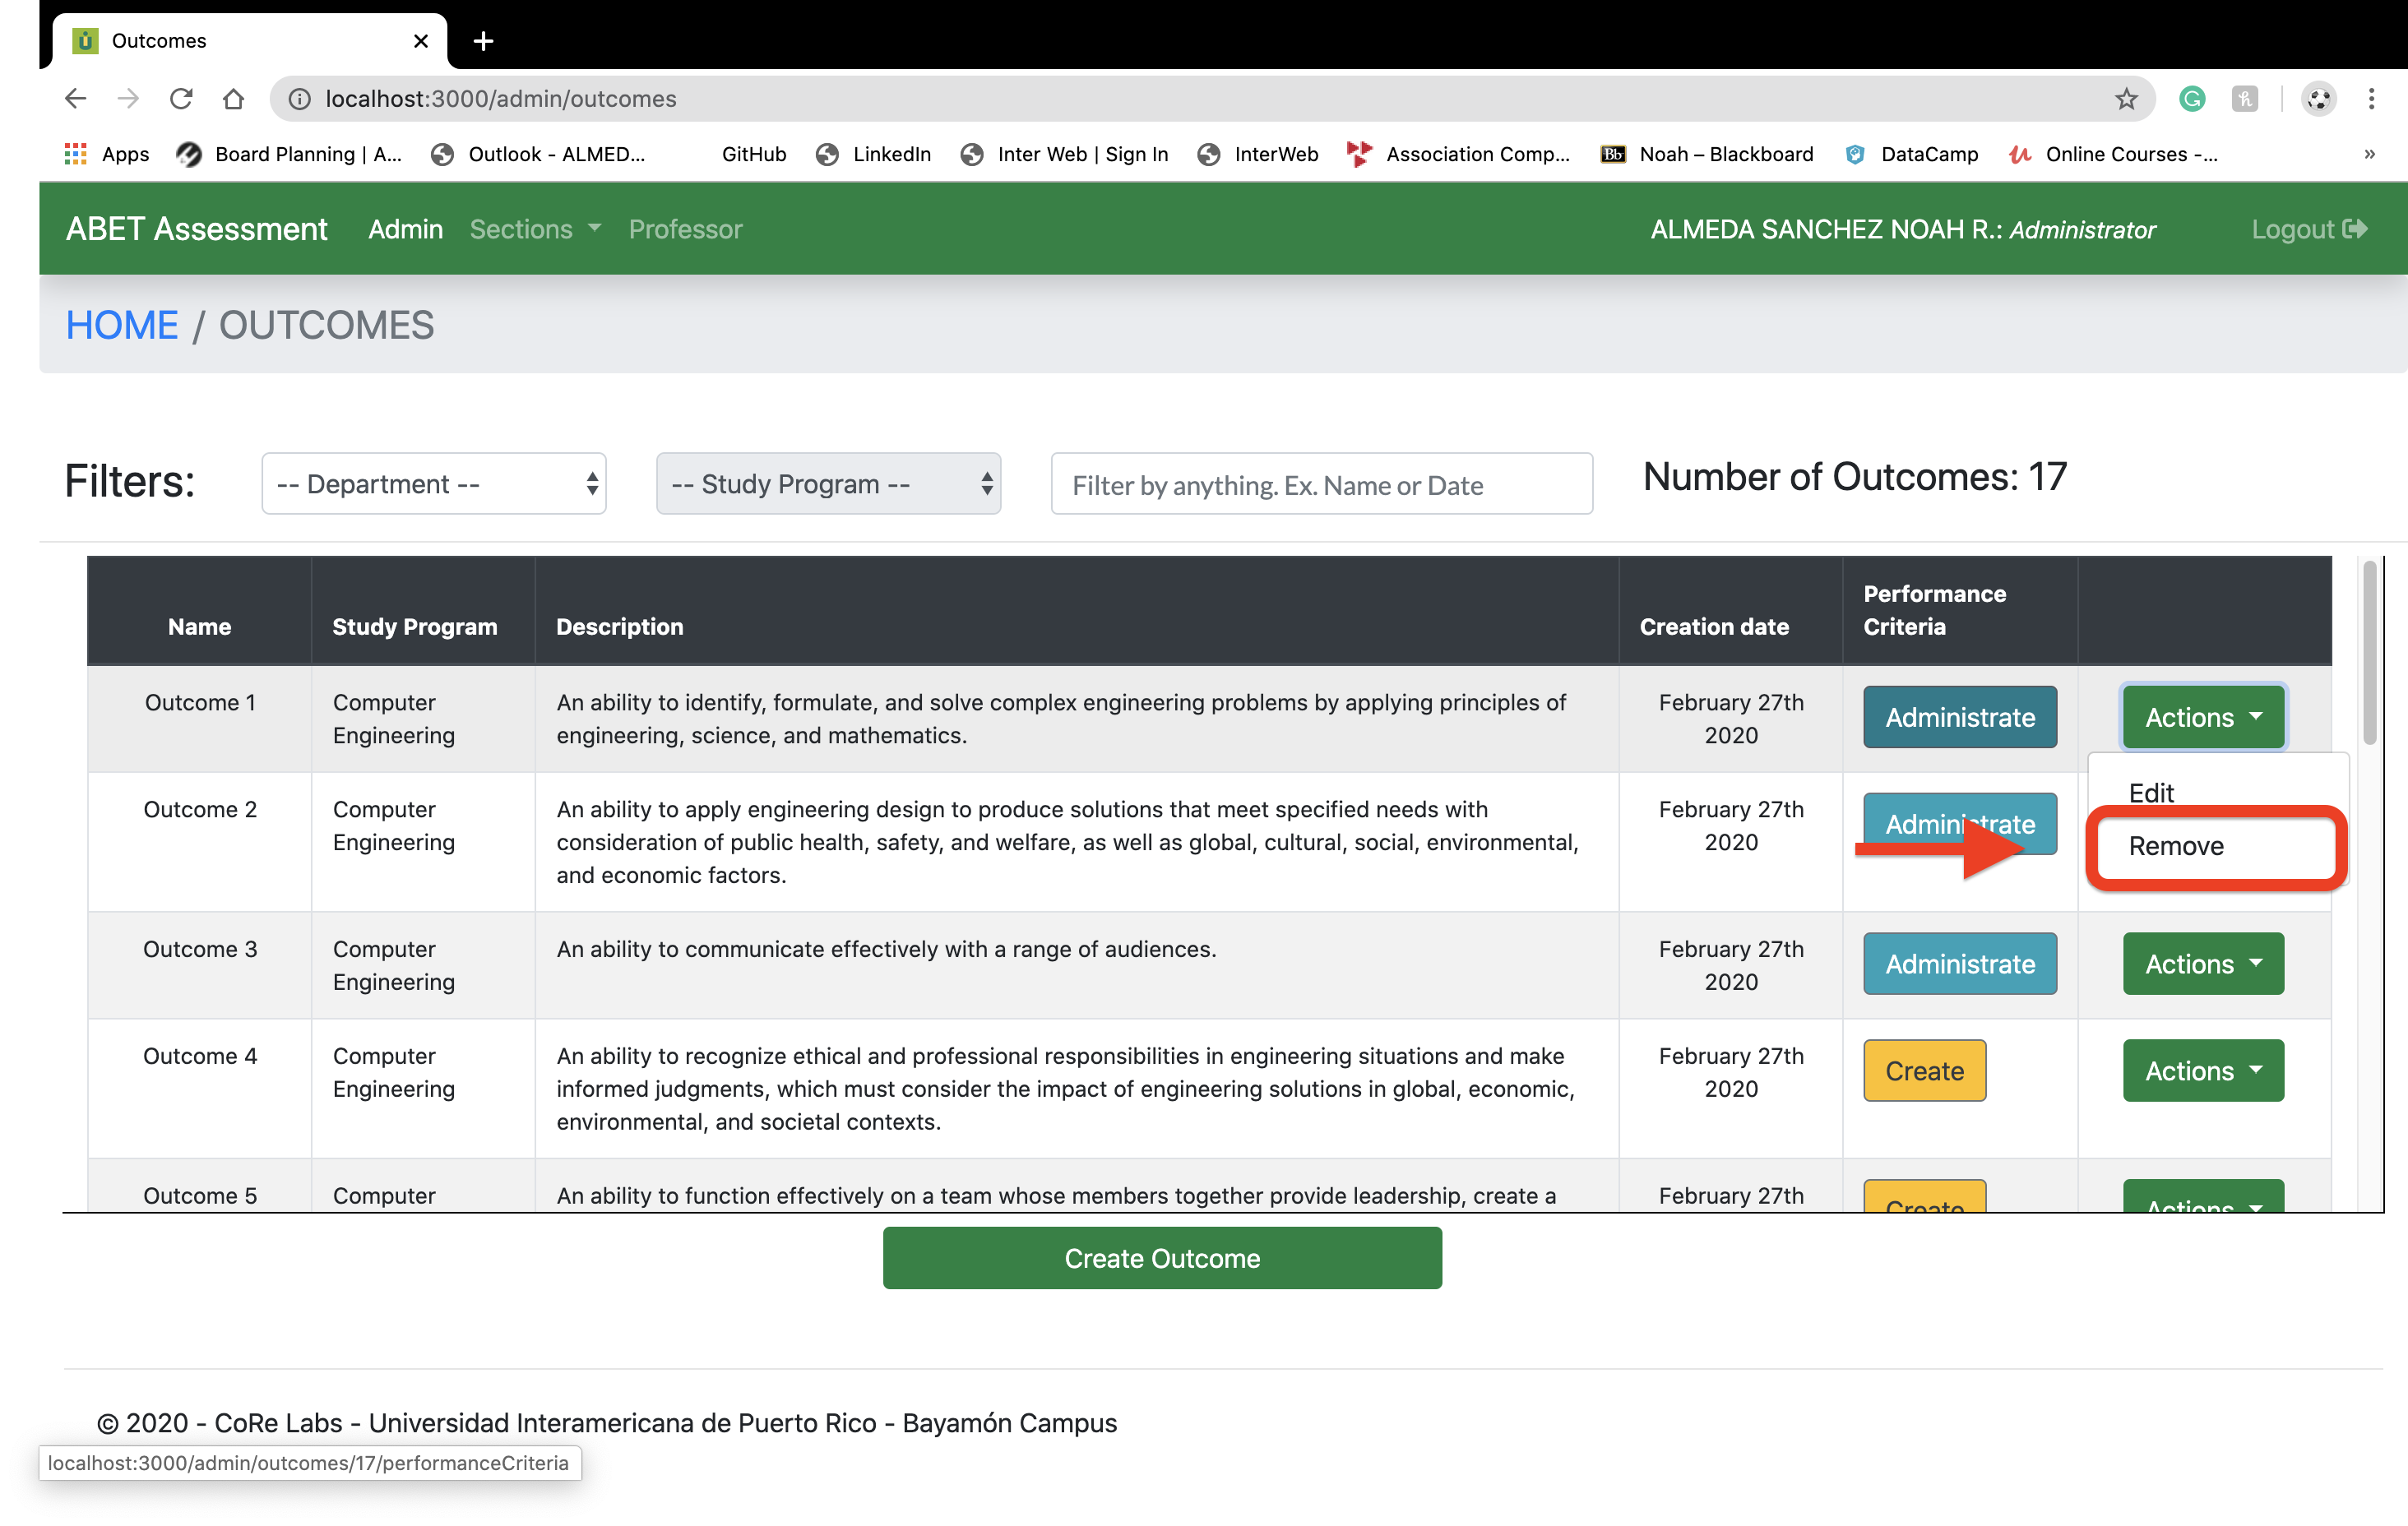 Outcomes
localhost:3000/admin/outcomes
Apps Board Planning | A... Outlook - ALMED... GitHub LinkedIn Inter Web | Sign In InterWeb Association Comp... Bb Noah – Blackboard DataCamp Online Courses -... »
ABET Assessment Admin Sections Professor ALMEDA SANCHEZ NOAH R.: Administrator Logout
HOME / OUTCOMES
Filters: -- Department -- -- Study Program -- Filter by anything. Ex. Name or Date Number of Outcomes: 17
Performance
Name Study Program Description Creation date Criteria
Outcome 1 Computer An ability to identify, formulate, and solve complex engineering problems by applying principles of February 27th Administrate Actions
Engineering engineering, science, and mathematics. 2020
Edit
Outcome 2 Computer An ability to apply engineering design to produce solutions that meet specified needs with February 27th Administrate
Engineering consideration of public health, safety, and welfare, as well as global, cultural, social, environmental, 2020 Remove
and economic factors.
Outcome 3 Computer An ability to communicate effectively with a range of audiences. February 27th Administrate Actions
Engineering 2020
Outcome 4 Computer An ability to recognize ethical and professional responsibilities in engineering situations and make February 27th Create Actions
Engineering informed judgments, which must consider the impact of engineering solutions in global, economic, 2020
environmental, and societal contexts.
Outcome 5 Computer An ability to function effectively on a team whose members together provide leadership, create a February 27th Create Actions
Create Outcome
© 2020 - CoRe Labs - Universidad Interamericana de Puerto Rico - Bayamón Campus
localhost:3000/admin/outcomes/17/performanceCriteria